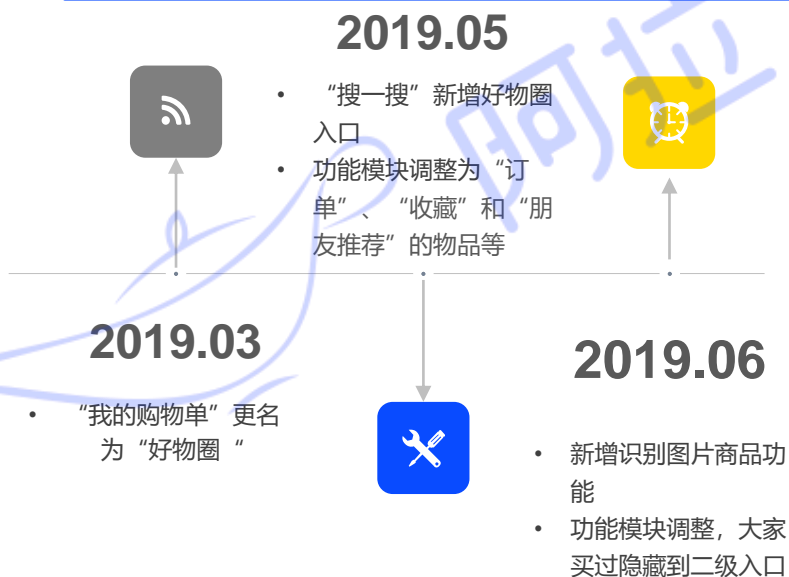 2019.05
• “搜一搜”新增好物圈
入口
• 功能模块调整为“订
单”、“收藏”和“朋
友推荐”的物品等
2019.03
• “我的购物单”更名
为“好物圈“
2019.06
• 新增识别图片商品功
能
• 功能模块调整，大家
买过隐藏到二级入口
阿拉